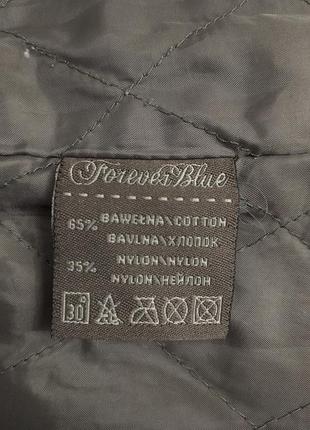 Forever Blue
65% BAWEŁNA\COTTON
BAVLNA\ХЛОПОК
35% NYLON\NYLON
NYLON\НЕЙЛОН
30°